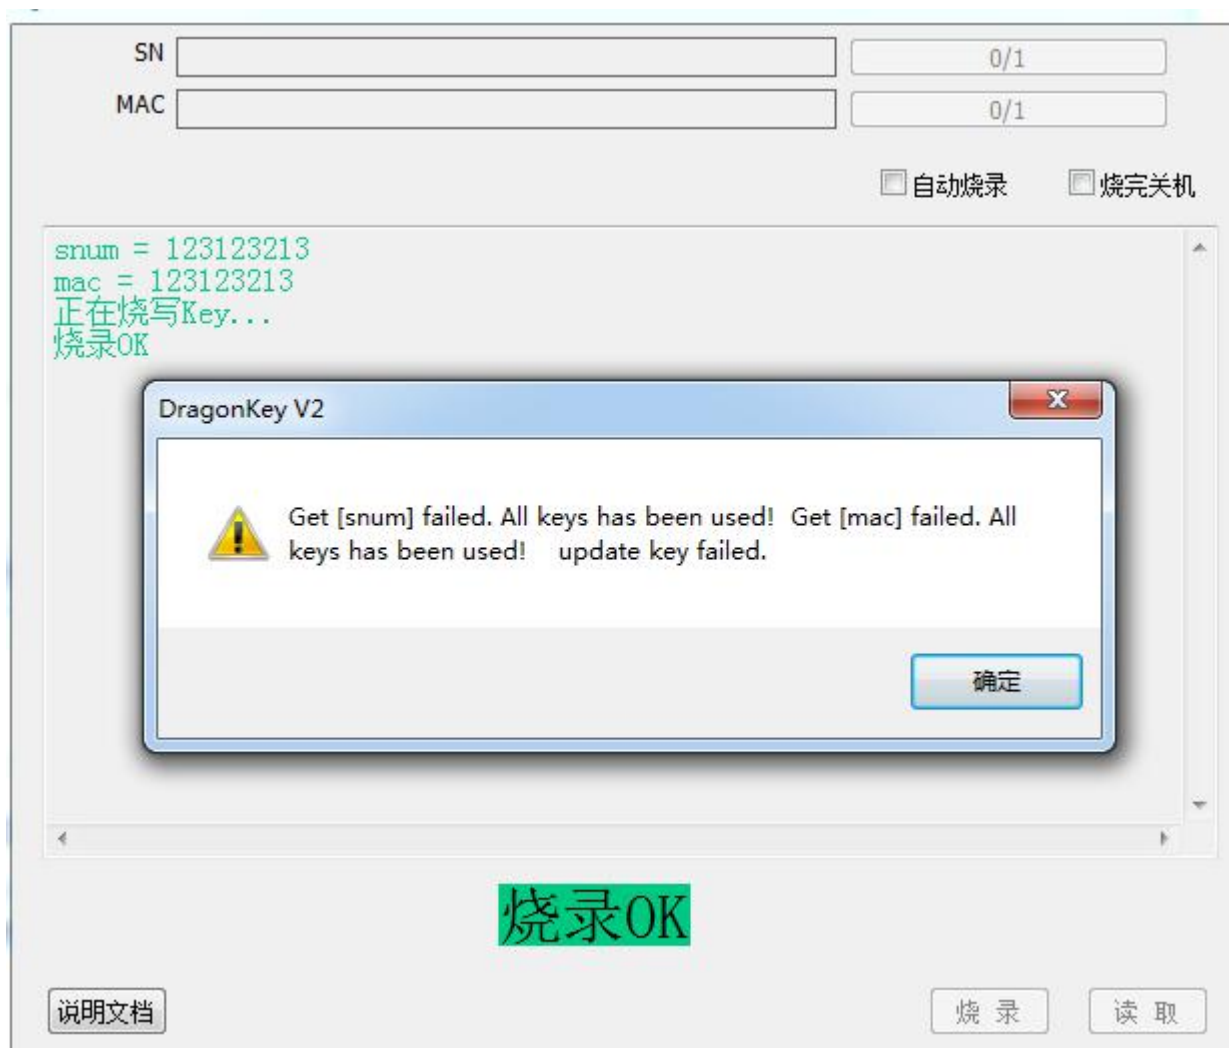 SN
0/1
MAC
0/1
自动烧录 烧完关机
snum = 123123213
mac = 123123213
正在烧写Key...
烧录OK
DragonKey V2
Get [snum] failed. All keys has been used!  Get [mac] failed. All
keys has been used!    update key failed.
确定
烧录OK
说明文档
烧 录
读 取